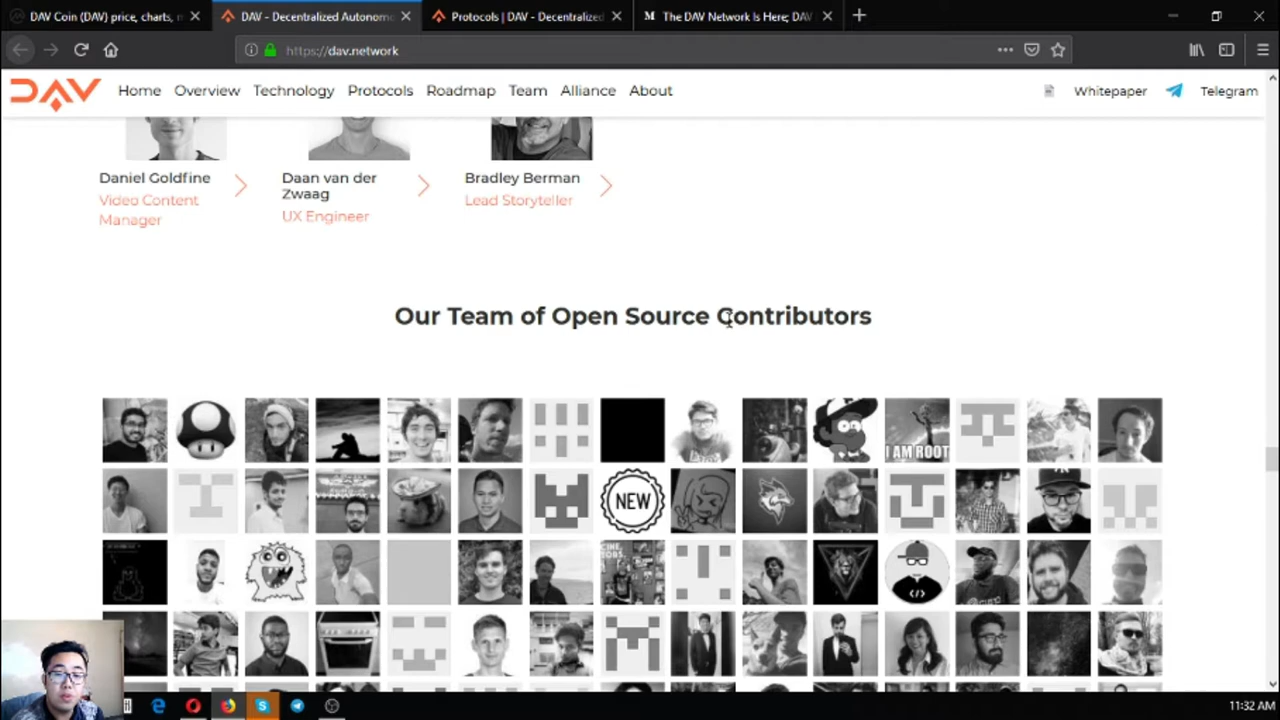 DAV Coin (DAV) price, charts, m
DAV - Decentralized Autonomo
Protocols | DAV - Decentralized
M The DAV Network Is Here; DAV
https://dav.network
DAV
Home
Overview
Technology
Protocols
Roadmap
Team
Alliance
About
Whitepaper
Telegram
Daniel Goldfine
Video Content
Manager
Daan van der
Zwaag
UX Engineer
Bradley Berman
Lead Storyteller
Our Team of Open Source Contributors
I AM ROOT
NEW
11:32 AM